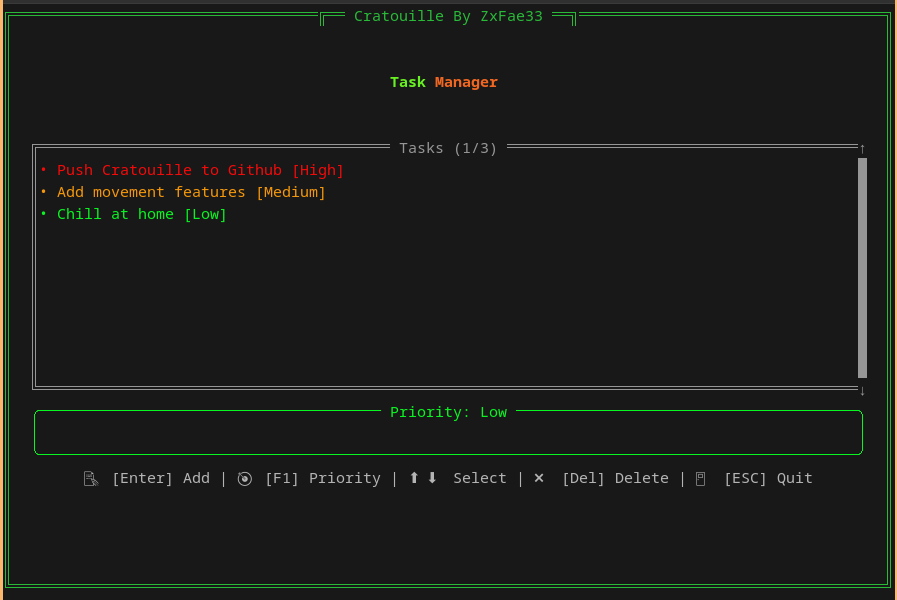 Cratouille By ZxFae33
Task Manager
Tasks (1/3)
• Push Cratouille to Github [High]
• Add movement features [Medium]
• Chill at home [Low]
Priority: Low
[Enter] Add | [F1] Priority | ⬆ ⬇ Select | × [Del] Delete | [ESC] Quit